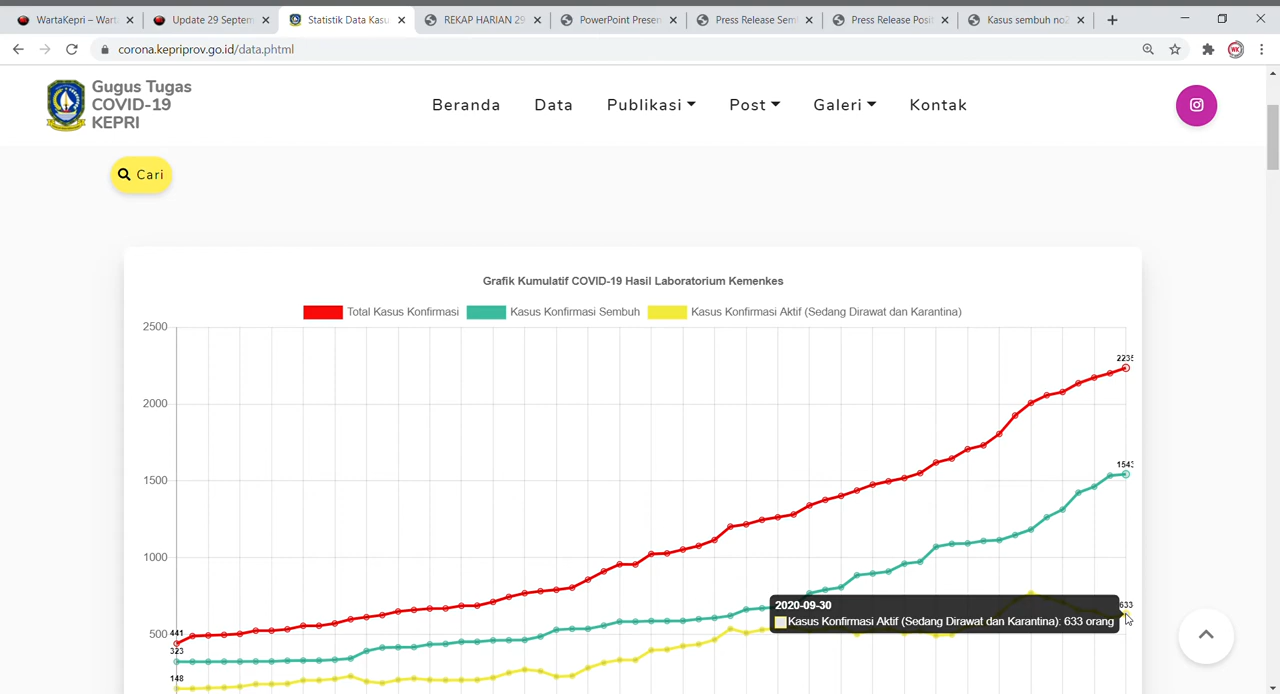 WartaKepri – Wart
Update 29 Septem
Statistik Data Kasu
REKAP HARIAN 29
PowerPoint Presen
Press Release Sem
Press Release Posit
Kasus sembuh no2
corona.kepriprov.go.id/data.phtml
WK
Gugus Tugas
COVID-19
KEPRI
Beranda
Data
Publikasi
Post
Galeri
Kontak
Cari
Grafik Kumulatif COVID-19 Hasil Laboratorium Kemenkes
Total Kasus Konfirmasi
Kasus Konfirmasi Sembuh
Kasus Konfirmasi Aktif (Sedang Dirawat dan Karantina)
2500
2235
2000
1543
1500
1000
2020-09-30
633
Kasus Konfirmasi Aktif (Sedang Dirawat dan Karantina): 633 orang
500
441
323
148